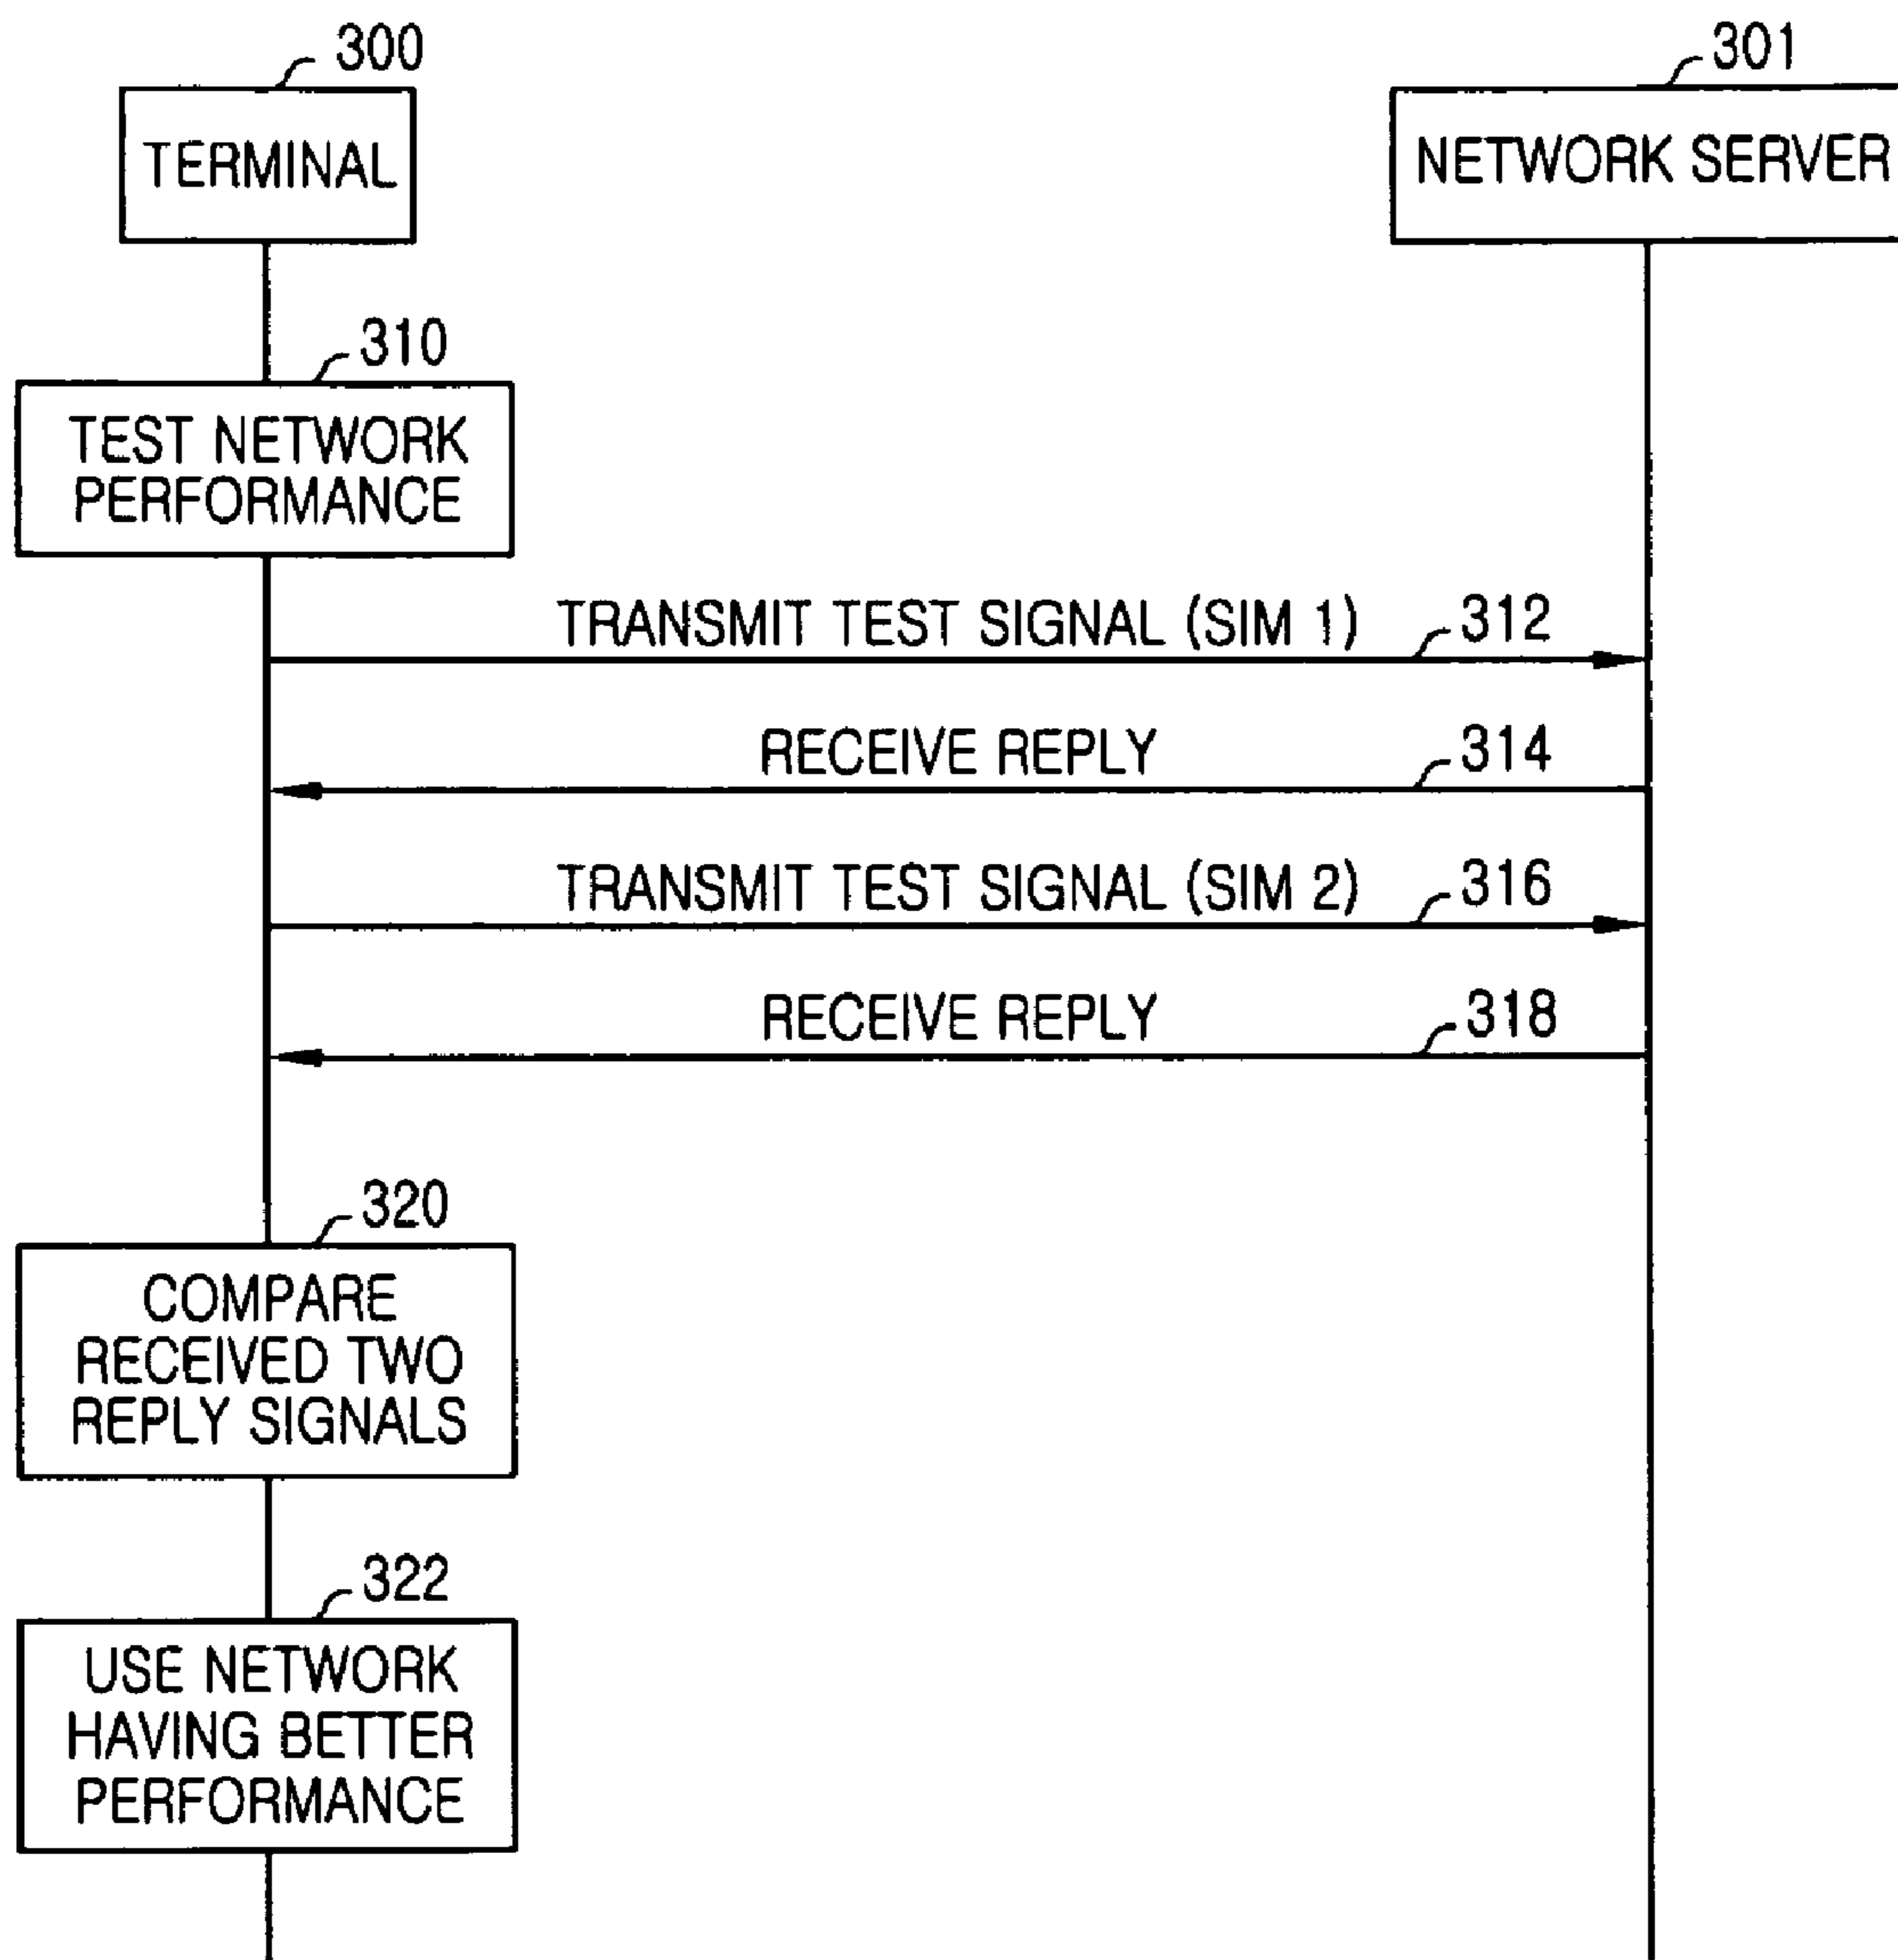 300
TERMINAL
301
NETWORK SERVER
310
TEST NETWORK
PERFORMANCE
TRANSMIT TEST SIGNAL (SIM 1)
312
RECEIVE REPLY
314
TRANSMIT TEST SIGNAL (SIM 2)
316
RECEIVE REPLY
318
320
COMPARE
RECEIVED TWO
REPLY SIGNALS
322
USE NETWORK
HAVING BETTER
PERFORMANCE